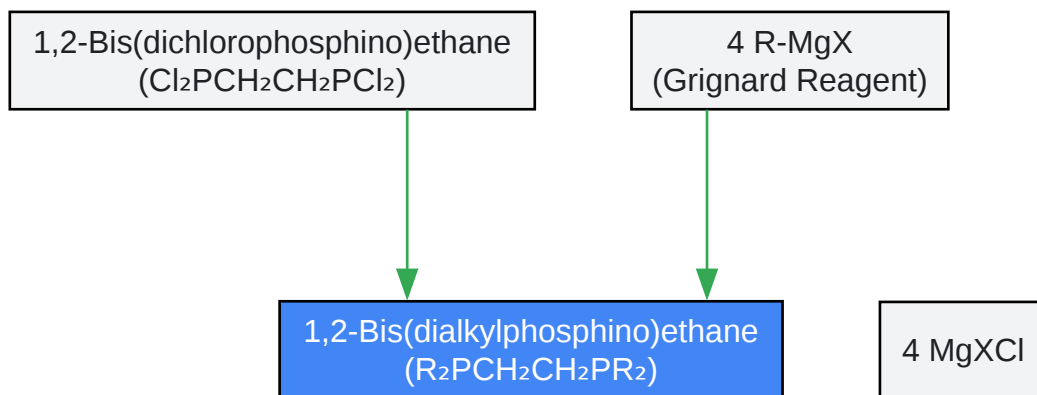 1,2-Bis(dichlorophosphino)ethane
(Cl₂PCH₂CH₂PCl₂)
4 R-MgX
(Grignard Reagent)
1,2-Bis(dialkylphosphino)ethane
(R₂PCH₂CH₂PR₂)
4 MgXCl